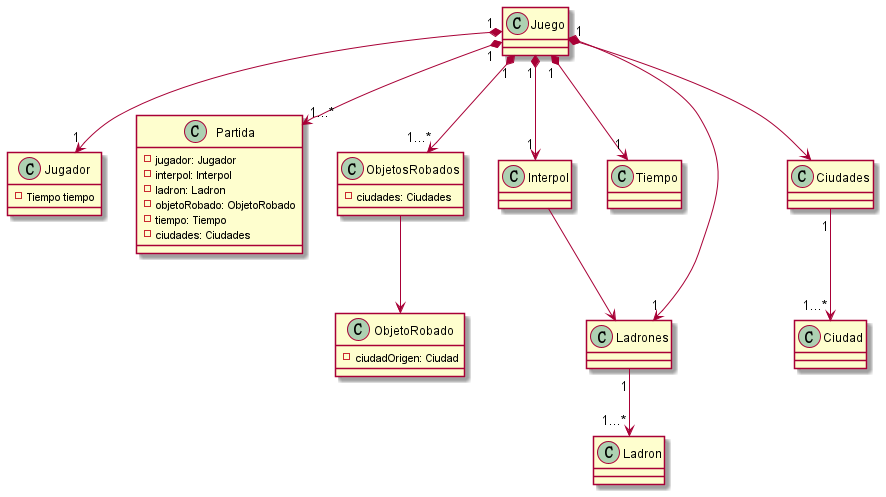 C Juego
1
1
1
1
1
1
1
1...*
1...*
1
1
1
C Jugador
Tiempo tiempo
C Partida
jugador: Jugador
interpol: Interpol
ladron: Ladron
objetoRobado: ObjetoRobado
tiempo: Tiempo
ciudades: Ciudades
C ObjetosRobados
ciudades: Ciudades
C Interpol
C Tiempo
C Ciudades
1
1...*
1
C ObjetoRobado
ciudadOrigen: Ciudad
C Ladrones
C Ciudad
1
1...*
C Ladron